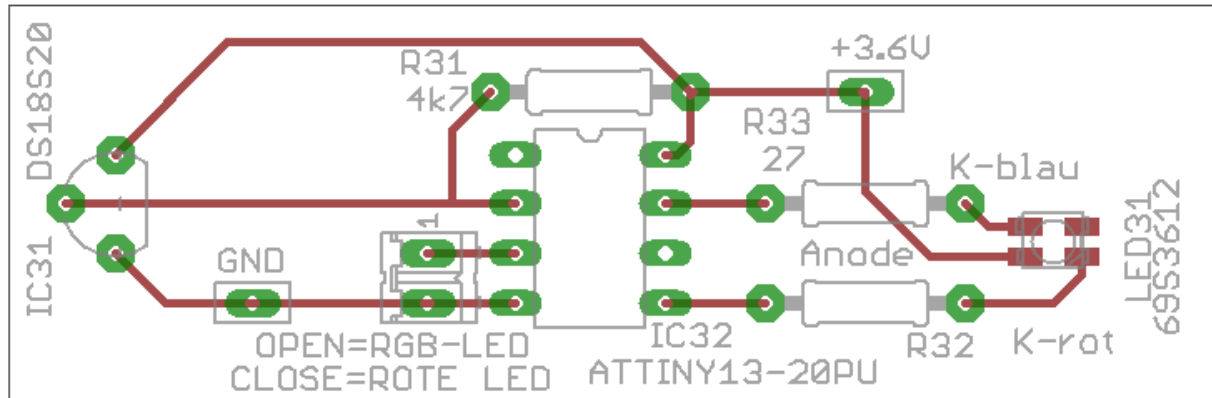 DS18S20
IC31
R31
4k7
+3.6V
R33
27
K-blau
LED31
69S3612
1
GND
Anode
OPEN=RGB-LED
CLOSE=ROTE LED
IC32
ATTINY13-20PU
R32
K-rot